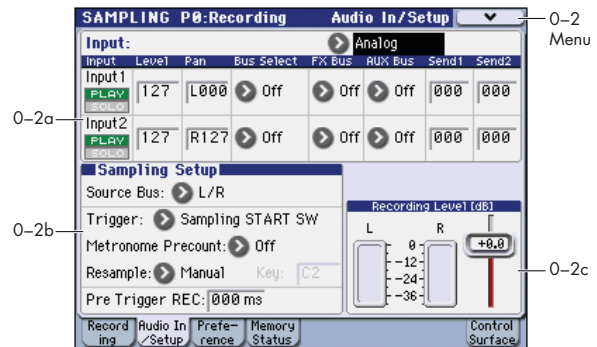 SAMPLING P0:Recording Audio In/Setup
0–2
Menu
Input: Analog
Input Level Pan Bus Select FX Bus AUX Bus Send1 Send2
Input1
PLAY 127 L000 Off Off Off 000 000
SOLO
0–2a
Input2
PLAY 127 R127 Off Off Off 000 000
SOLO
Sampling Setup
Source Bus: L/R
Trigger: Sampling START SW
0–2b
Metronome Precount: Off
Resample: Manual Key: C2
Pre Trigger REC: 000 ms
Recording Level [dB]
L R
0
-12-
-24-
-36-
+0.0
0–2c
Record
ing
Audio In
/Setup
Prefe-
rence
Memory
Status
Control
Surface